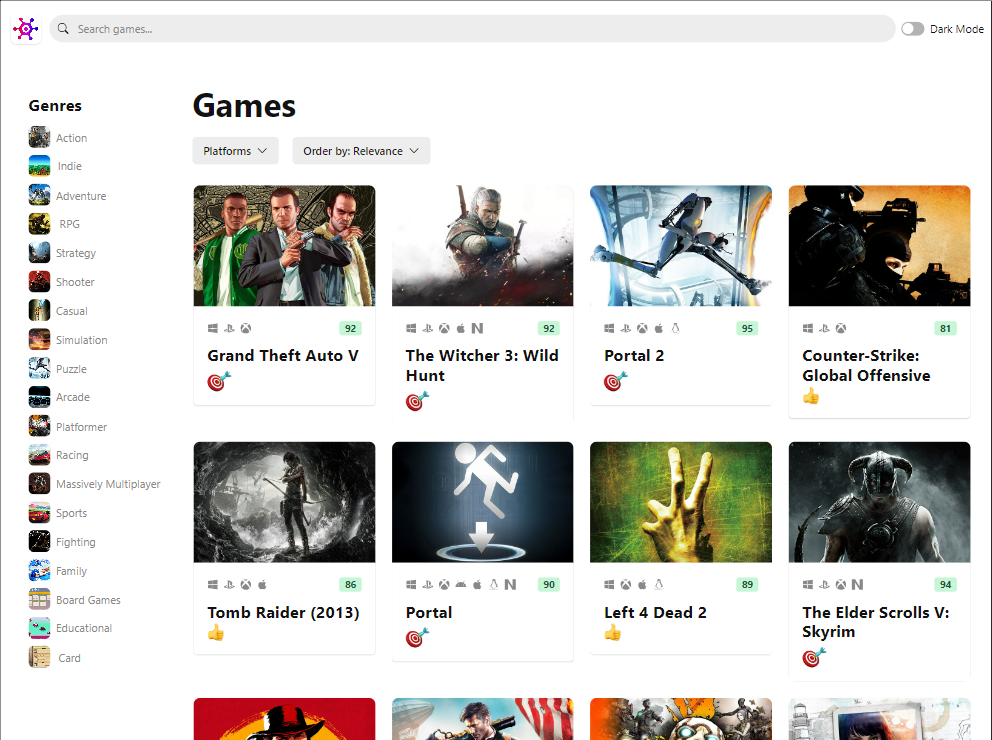 Search games...
Dark Mode
Genres
Action
Indie
Adventure
RPG
Strategy
Shooter
Casual
Simulation
Puzzle
Arcade
Platformer
Racing
Massively Multiplayer
Sports
Fighting
Family
Board Games
Educational
Card
Games
Platforms
Order by: Relevance
92
Grand Theft Auto V
92
The Witcher 3: Wild
Hunt
95
Portal 2
81
Counter-Strike:
Global Offensive
86
Tomb Raider (2013)
90
Portal
89
Left 4 Dead 2
94
The Elder Scrolls V:
Skyrim